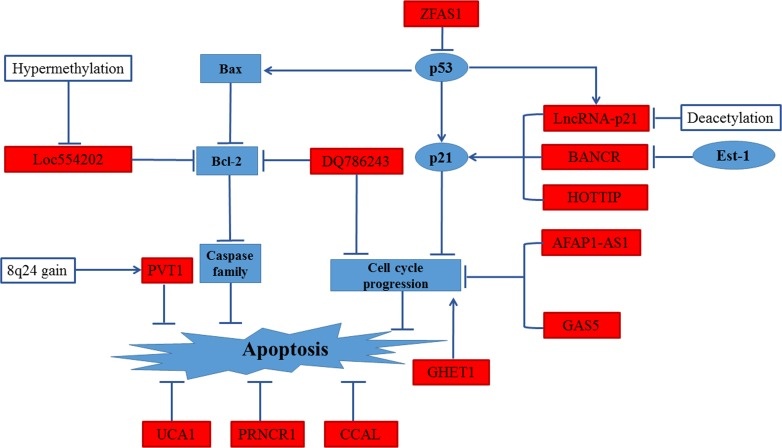 ZFAS1
Hypermethylation
Bax
p53
LncRNA-p21
Deacetylation
Loc554202
Bcl-2
DQ786243
p21
BANCR
Est-1
HOTTIP
8q24 gain
PVT1
Caspase
family
Cell cycle
progression
AFAP1-AS1
GAS5
Apoptosis
GHET1
UCA1
PRNCR1
CCAL